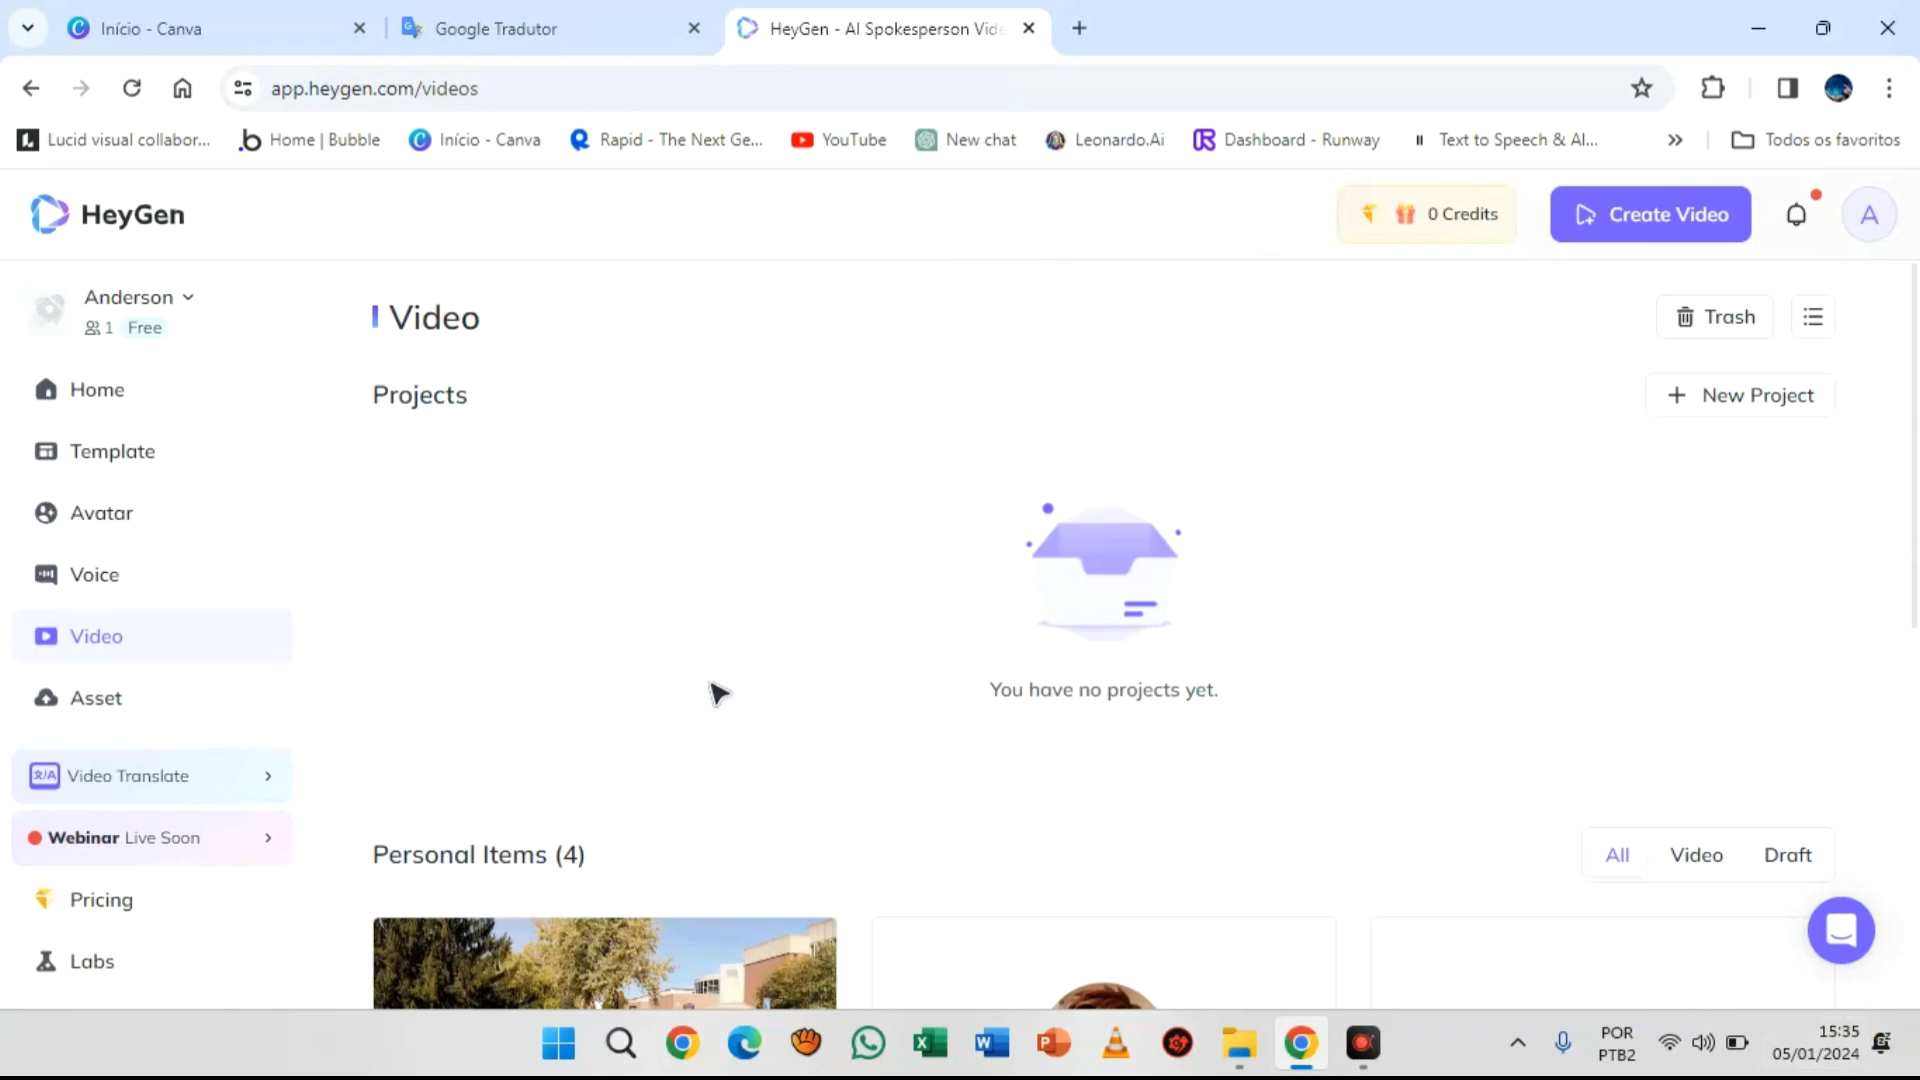 Início - Canva
Google Tradutor
HeyGen - AI Spokesperson Vide
app.heygen.com/videos
Lucid visual collabor...
Home | Bubble
Início - Canva
Rapid - The Next Ge...
YouTube
New chat
Leonardo.Ai
Dashboard - Runway
Text to Speech & AI...
Todos os favoritos
HeyGen
0 Credits
Create Video
A
Anderson
1 Free
Video
Trash
Home
Projects
New Project
Template
Avatar
Voice
Video
Asset
You have no projects yet.
Video Translate
Webinar Live Soon
Personal Items (4)
All
Video
Draft
Pricing
Labs
POR
PTB2
15:35
05/01/2024